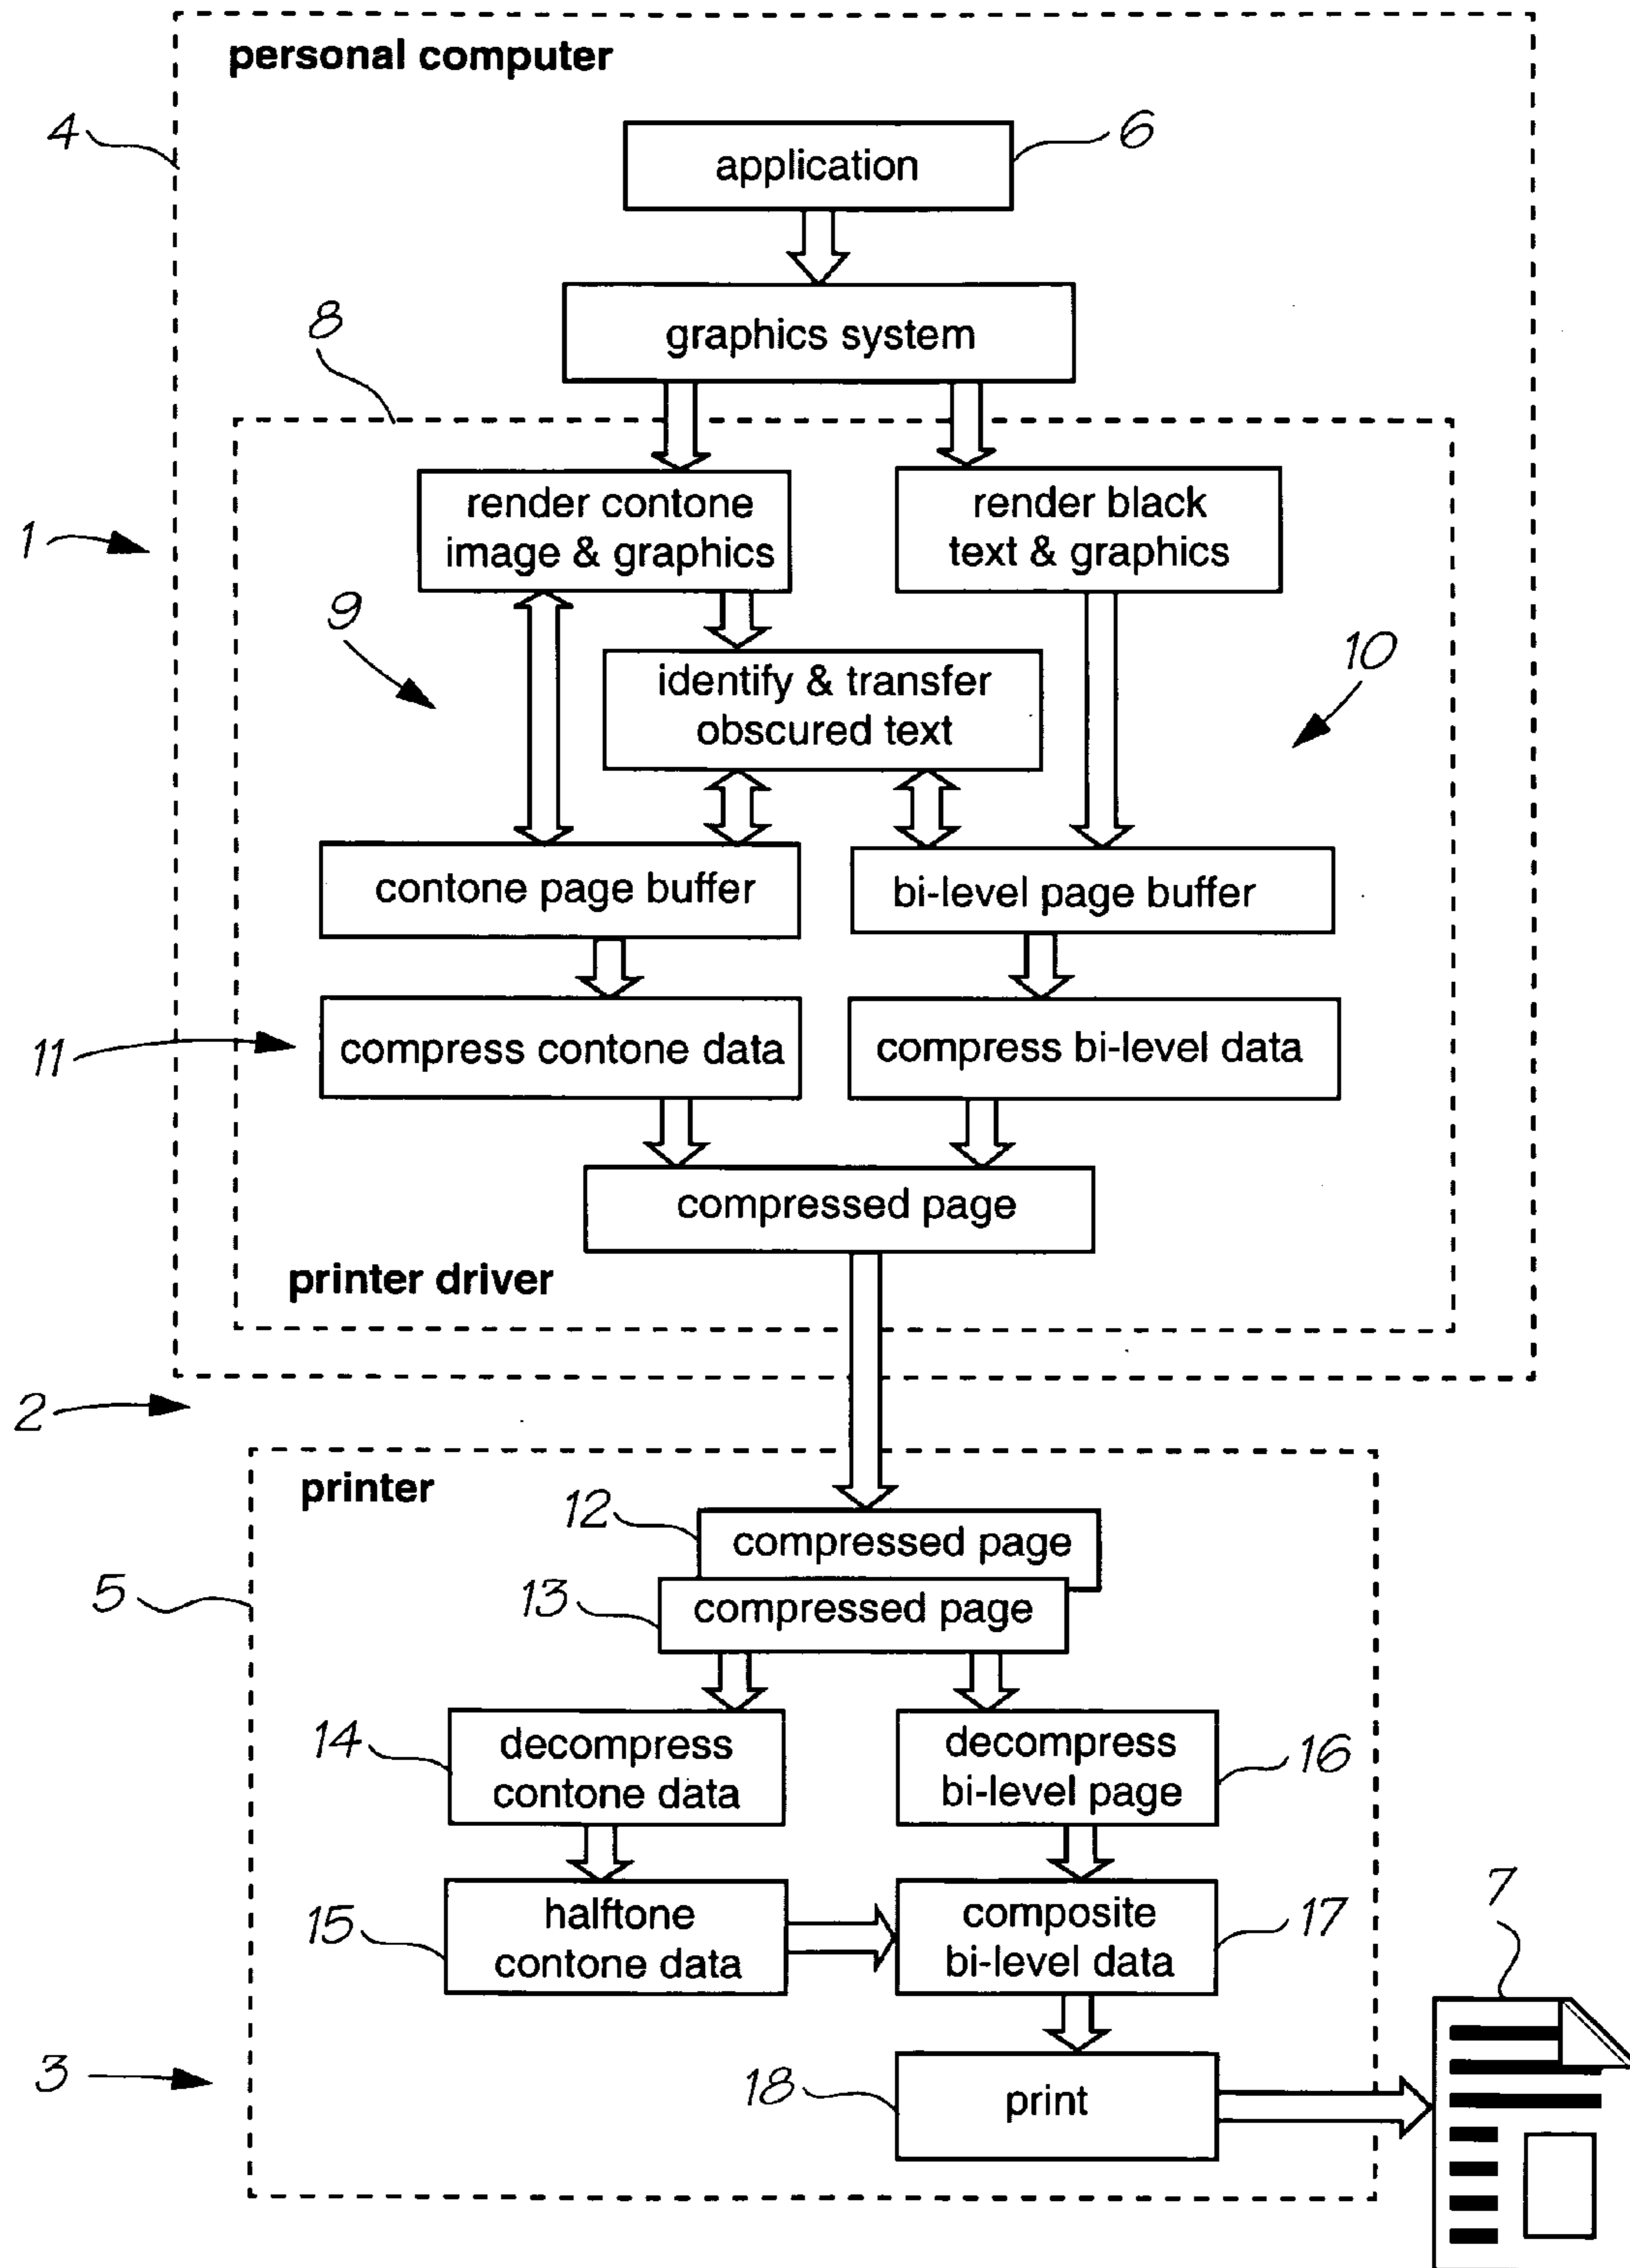 personal computer
4
6
application
graphics system
8
render contone
image & graphics
render black
text & graphics
1
9
10
identify & transfer
obscured text
contone page buffer
bi-level page buffer
11
compress contone data
compress bi-level data
compressed page
printer driver
2
printer
12
compressed page
5
13
compressed page
14
decompress
contone data
decompress
bi-level page
16
7
15
halftone
contone data
composite
bi-level data
17
3
18
print